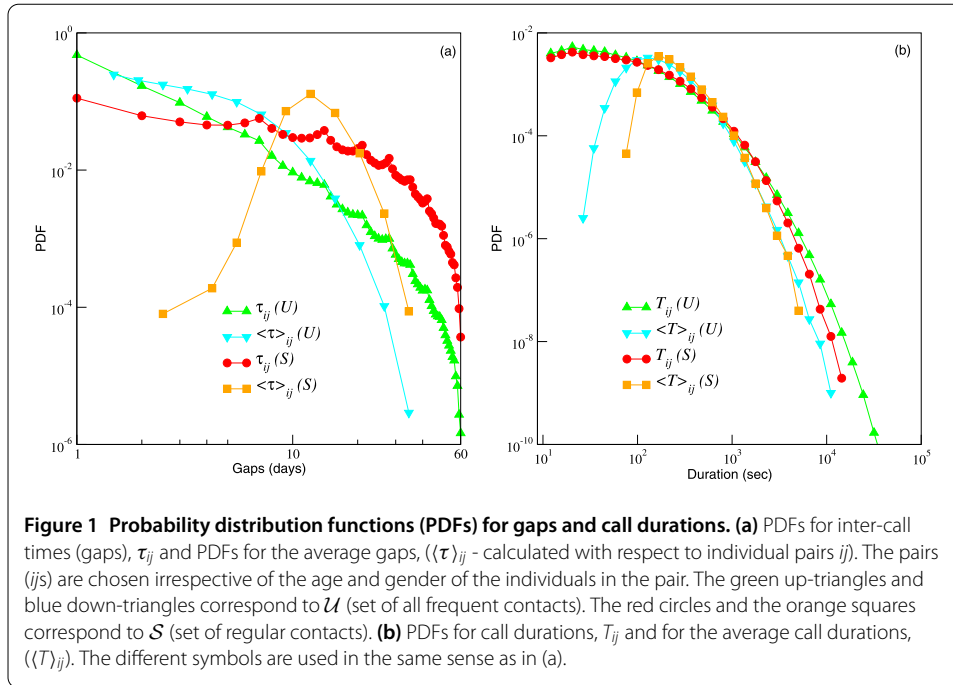 10^0
10^-2
10^-4
10^-6
PDF
(a)
τ_ij (U)
<τ>_ij (U)
τ_ij (S)
<τ>_ij (S)
1
10
60
Gaps (days)
10^-2
10^-4
10^-6
10^-8
10^-10
PDF
(b)
T_ij (U)
<T>_ij (U)
T_ij (S)
<T>_ij (S)
10^1
10^2
10^3
10^4
10^5
Duration (sec)
Figure 1 Probability distribution functions (PDFs) for gaps and call durations. (a) PDFs for inter-call
times (gaps), τ_ij and PDFs for the average gaps, (⟨τ⟩_ij - calculated with respect to individual pairs ij). The pairs
(ijs) are chosen irrespective of the age and gender of the individuals in the pair. The green up-triangles and
blue down-triangles correspond to 𝒰 (set of all frequent contacts). The red circles and the orange squares
correspond to 𝒮 (set of regular contacts). (b) PDFs for call durations, T_ij and for the average call durations,
(⟨T⟩_ij). The different symbols are used in the same sense as in (a).